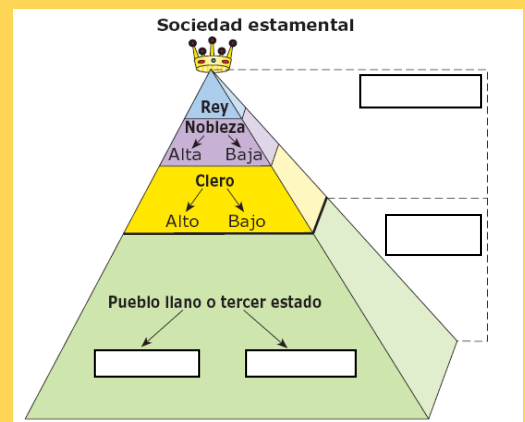 Sociedad estamental
Rey
Nobleza
Alta Baja
Clero
Alto Bajo
Pueblo llano o tercer estado